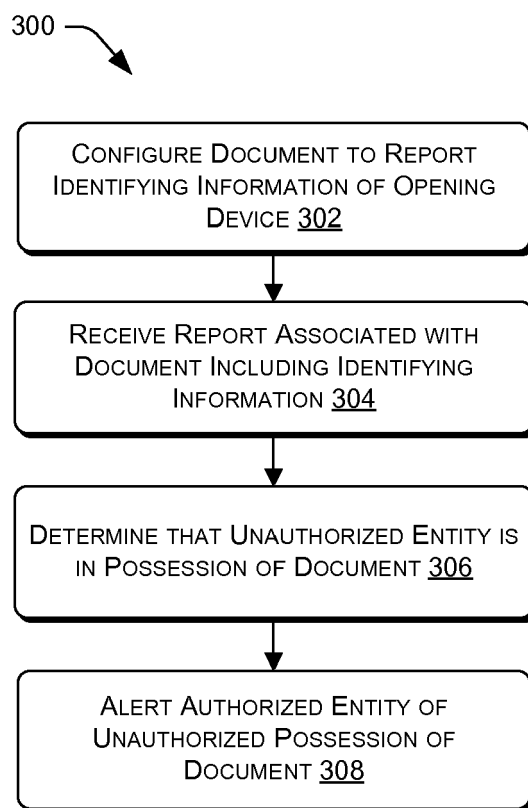 300
CONFIGURE DOCUMENT TO REPORT
IDENTIFYING INFORMATION OF OPENING
DEVICE 302
RECEIVE REPORT ASSOCIATED WITH
DOCUMENT INCLUDING IDENTIFYING
INFORMATION 304
DETERMINE THAT UNAUTHORIZED ENTITY IS
IN POSSESSION OF DOCUMENT 306
ALERT AUTHORIZED ENTITY OF
UNAUTHORIZED POSSESSION OF
DOCUMENT 308